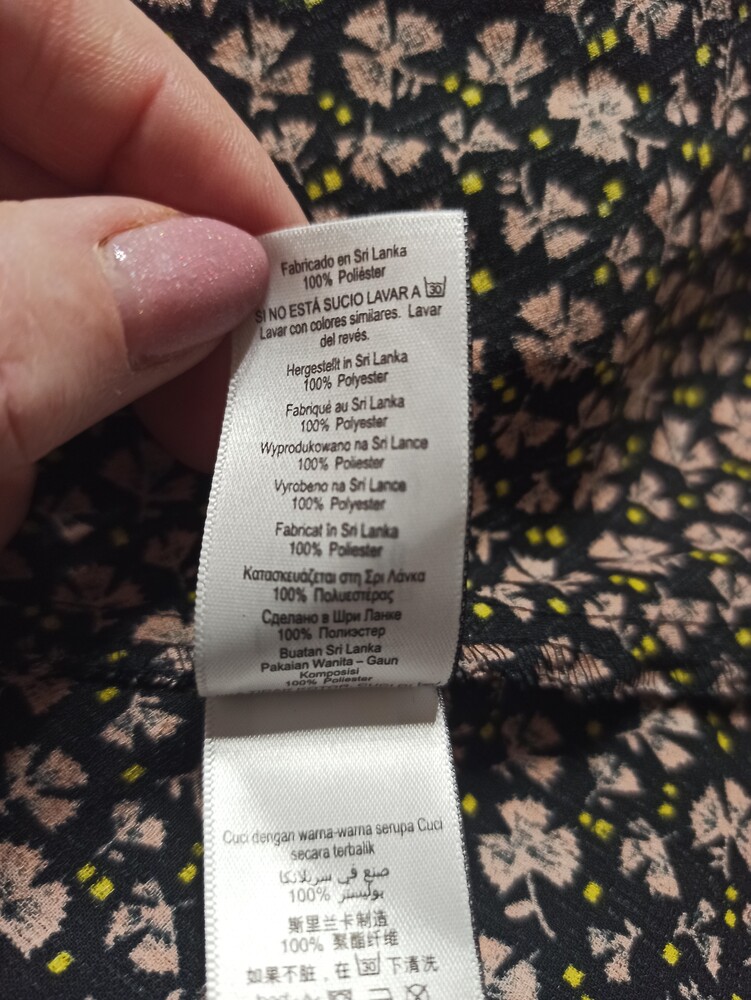 Fabricado en Sri Lanka
100% Poliéster
SI NO ESTÁ SUCIO LAVAR A 30
Lavar con colores similares. Lavar
del revés.
Hergestellt in Sri Lanka
100% Polyester
Fabriqué au Sri Lanka
100% Polyester
Wyprodukowano na Sri Lance
100% Poliester
Vyrobeno na Srí Lance
100% Polyester
Fabricat în Sri Lanka
100% Poliester
Κατασκευάζεται στη Σρι Λάνκα
100% Πολυεστέρας
Сделано в Шри Ланке
100% Полиэстер
Buatan Sri Lanka
Pakaian Wanita – Gaun
Komposisi
100% Poliester
Cuci dengan warna-warna serupa Cuci
secara terbalik
صنع في سريلانكا
100% بوليستر
斯里兰卡制造
100% 聚酯纤维
如果不脏，在 30 下清洗